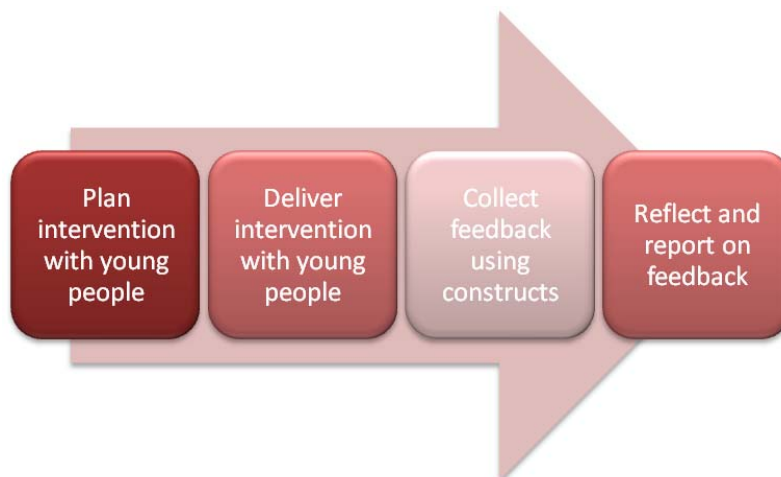 Plan
intervention
with young
people
Deliver
intervention
with young
people
Collect
feedback
using
constructs
Reflect and
report on
feedback